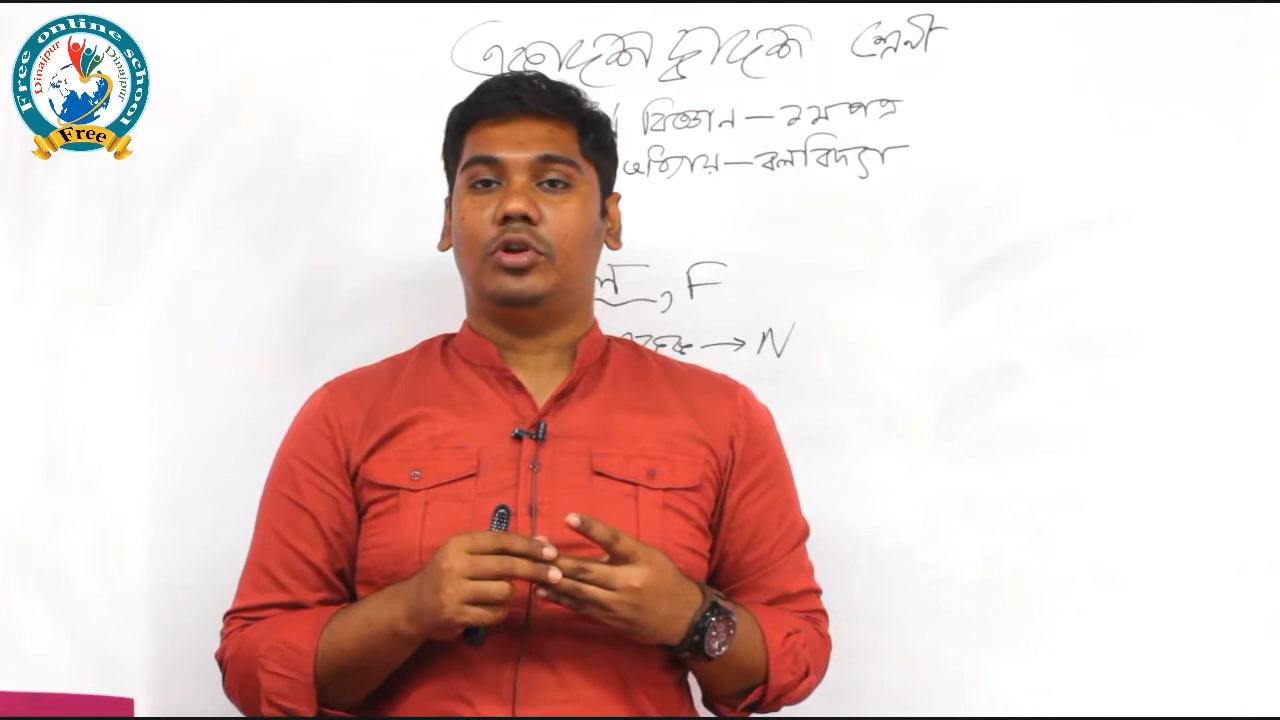 Free online school
Dinajpur Dinajpur
Free
একাদশ দ্বাদশ শ্রেণী
বিজ্ঞান - ১ম পত্র
অধ্যায় - বলবিদ্যা
, F
→ N